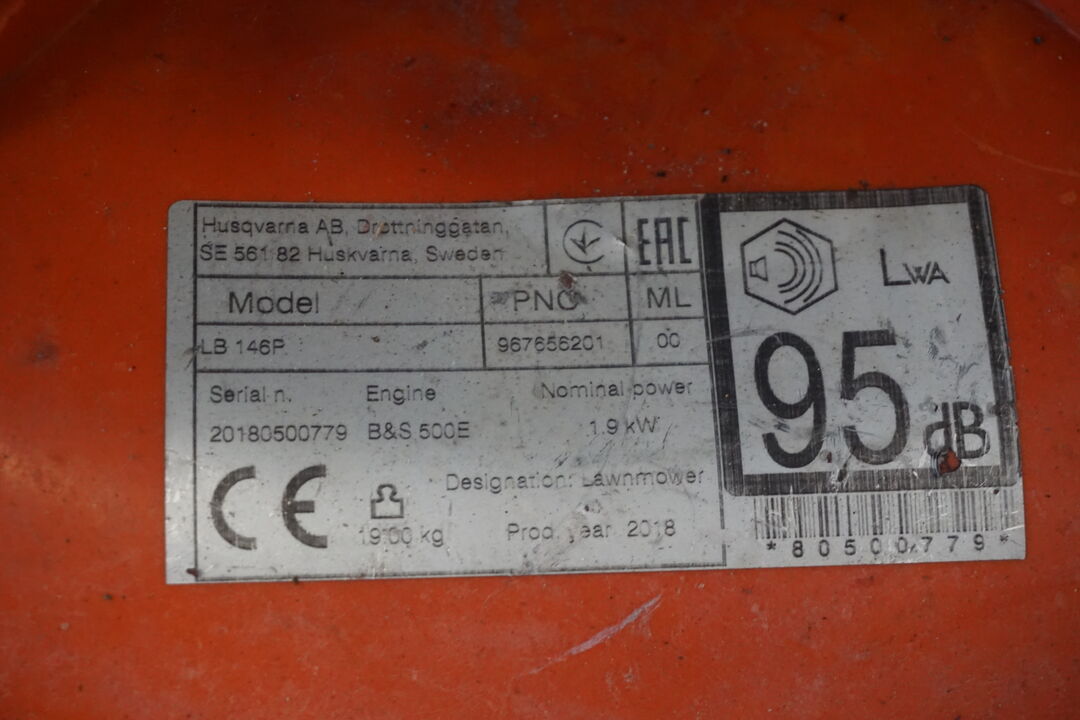 Husqvarna AB, Drottninggatan,
SE 561 82 Huskvarna, Sweden
EAC
Model PNC ML
LB 146P 967656201 00
Serial n. Engine Nominal power
20180500779 B&S 500E 1.9 kW
Designation: Lawnmower
CE 19.00 kg Prod. year 2018
LWA
95 dB
*80500779*